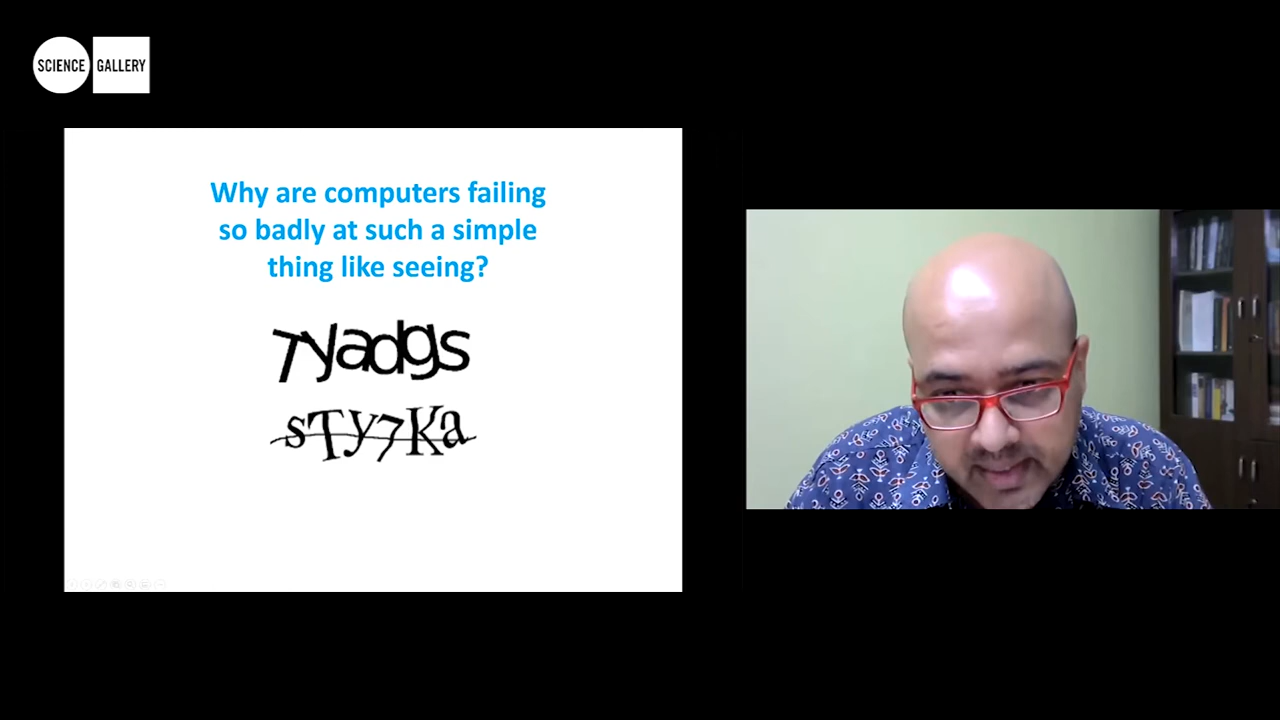 SCIENCE GALLERY
Why are computers failing
so badly at such a simple
thing like seeing?
7yadgs
sTy7Ka